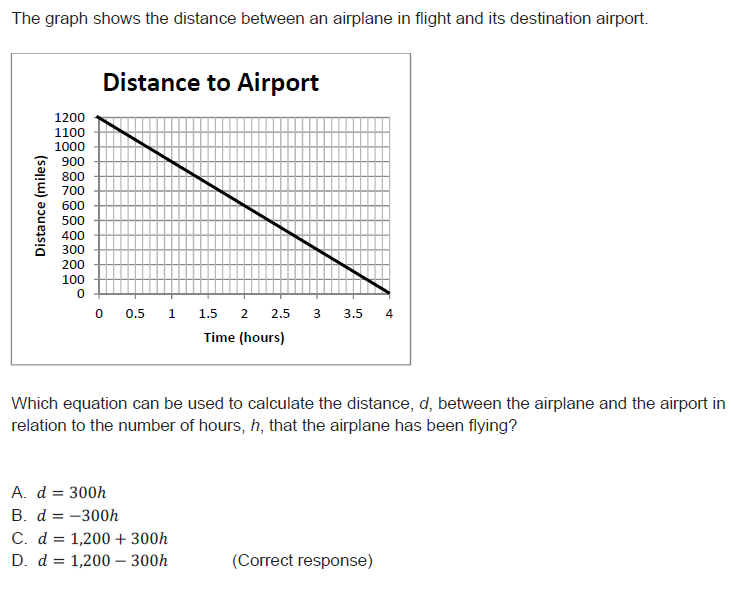 The graph shows the distance between an airplane in flight and its destination airport.
Distance to Airport
Distance (miles)
1200
1100
1000
900
800
700
600
500
400
300
200
100
0
0 0.5 1 1.5 2 2.5 3 3.5 4
Time (hours)
Which equation can be used to calculate the distance, d, between the airplane and the airport in
relation to the number of hours, h, that the airplane has been flying?
A. d = 300h
B. d = −300h
C. d = 1,200 + 300h
D. d = 1,200 – 300h (Correct response)